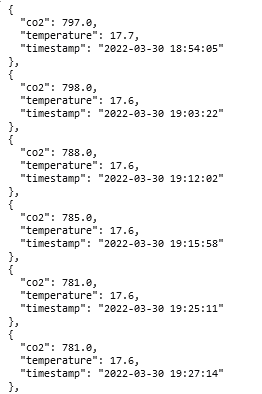 {
"co2": 797.0,
"temperature": 17.7,
"timestamp": "2022-03-30 18:54:05"
},
{
"co2": 798.0,
"temperature": 17.6,
"timestamp": "2022-03-30 19:03:22"
},
{
"co2": 788.0,
"temperature": 17.6,
"timestamp": "2022-03-30 19:12:02"
},
{
"co2": 785.0,
"temperature": 17.6,
"timestamp": "2022-03-30 19:15:58"
},
{
"co2": 781.0,
"temperature": 17.6,
"timestamp": "2022-03-30 19:25:11"
},
{
"co2": 781.0,
"temperature": 17.6,
"timestamp": "2022-03-30 19:27:14"
},